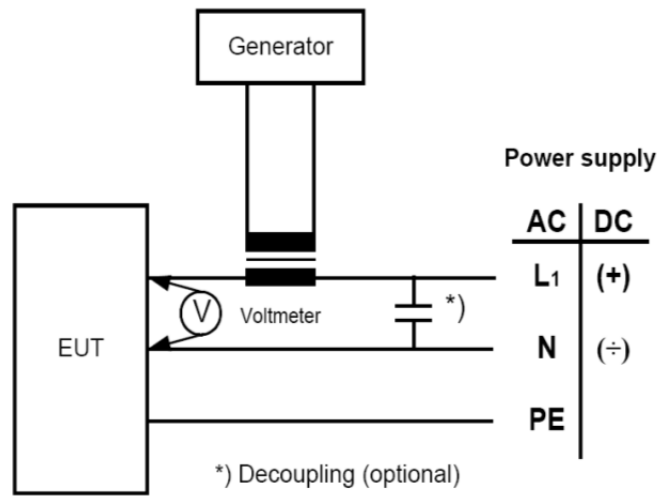 Generator
Power supply
AC DC
L1 (+)
*)
V Voltmeter
EUT
N (÷)
PE
*) Decoupling (optional)